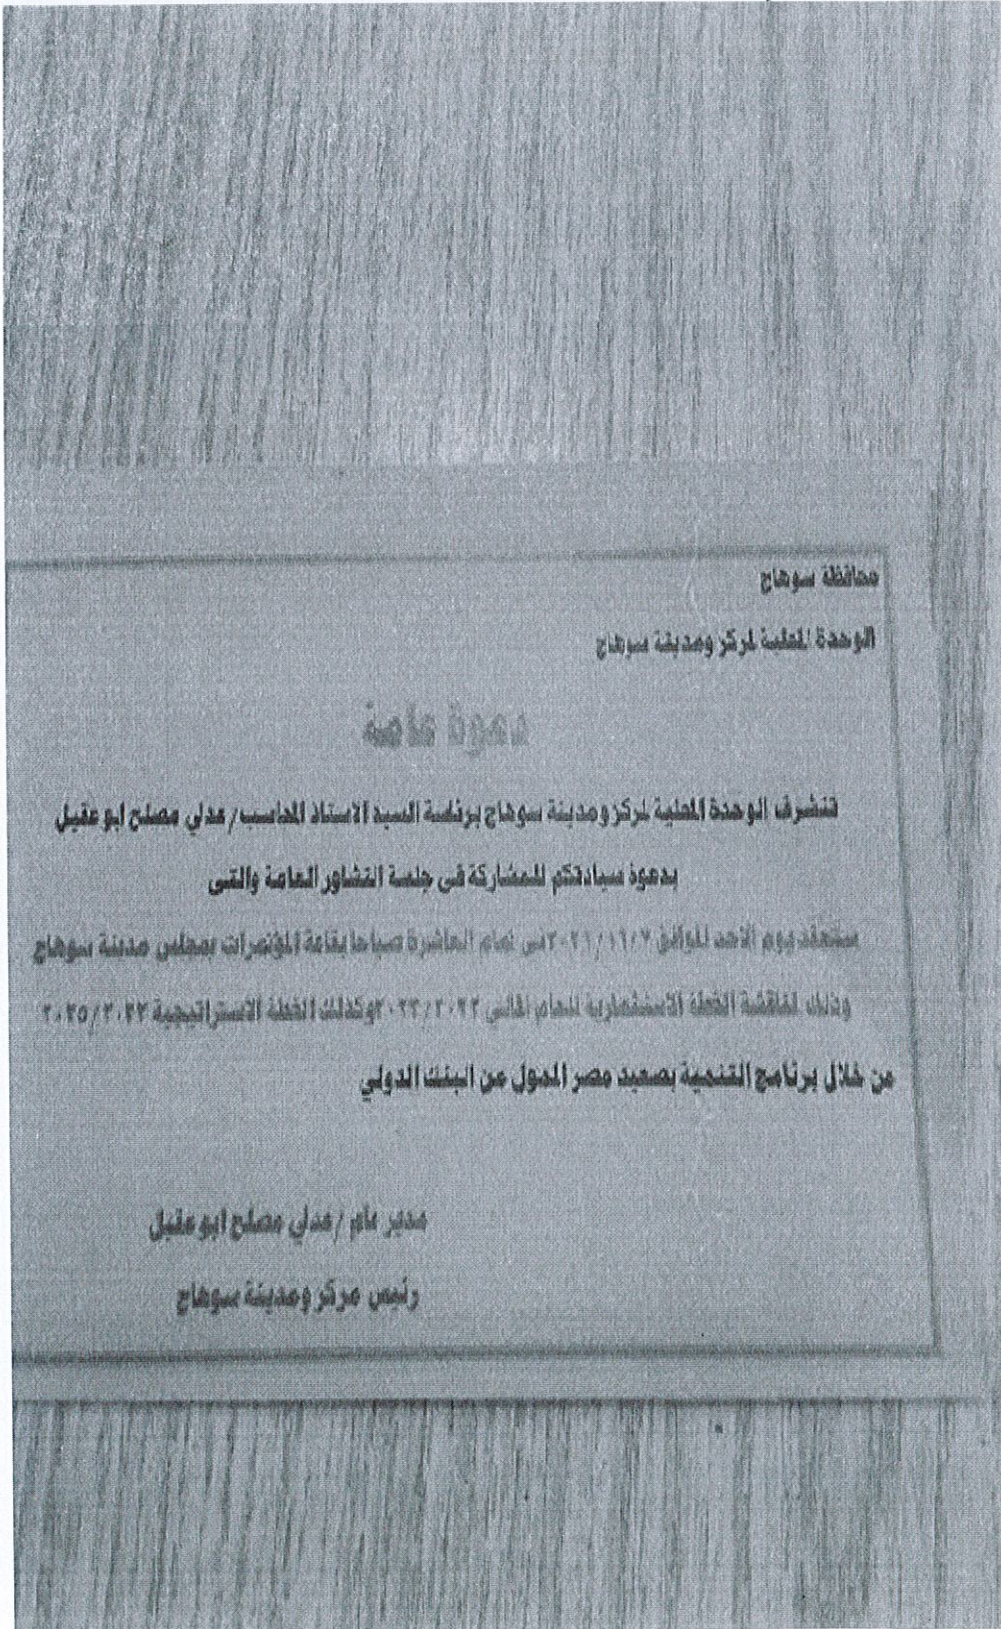 محافظة سوهاج
الوحدة المحلية لمركز ومدينة سوهاج
دعوة عامة
تتشرف الوحدة المحلية لمركز ومدينة سوهاج برئاسة السيد الاستاذ المحاسب/ عدلي مصلح ابو عقيل
بدعوة سيادتكم للمشاركة فى جلسة التشاور العامة والتى
ستنعقد يوم الاحد الموافق ٢٠٢١/١١/٧ فى تمام العاشرة صباحا بقاعة المؤتمرات بمجلس مدينة سوهاج
وذلك لمناقشة الخطة الاستثمارية للعام المالى ٢٠٢٣/٢٠٢٢ وكذلك الخطة الاستراتيجية ٢٠٣٥/٢٠٢٢
من خلال برنامج التنمية بصعيد مصر الممول من البنك الدولي
مدير عام /عدلي مصلح ابو عقيل
رئيس مركز ومدينة سوهاج